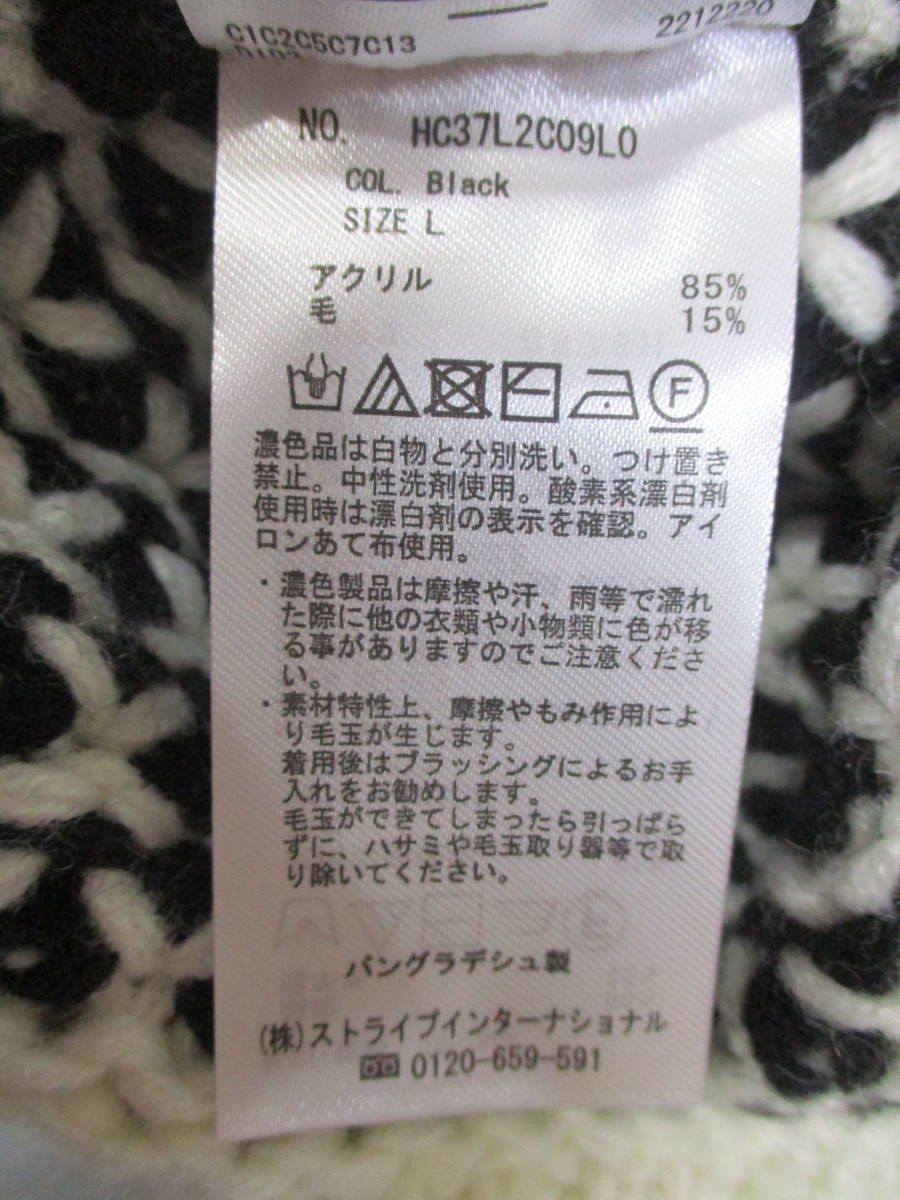 C1C2C5C7C13
2212220
NO. HC37L2C09L0
COL. Black
SIZE L
アクリル 85%
毛 15%
F
濃色品は白物と分別洗い。つけ置き
禁止。中性洗剤使用。酸素系漂白剤
使用時は漂白剤の表示を確認。アイ
ロンあて布使用。
・濃色製品は摩擦や汗、雨等で濡れ
た際に他の衣類や小物類に色が移
る事がありますのでご注意くださ
い。
・素材特性上、摩擦やもみ作用によ
り毛玉が生じます。
着用後はブラッシングによるお手
入れをお勧めします。
毛玉ができてしまったら引っぱら
ずに、ハサミや毛玉取り器等で取
り除いてください。
バングラデシュ製
(株)ストライプインターナショナル
0120-659-591